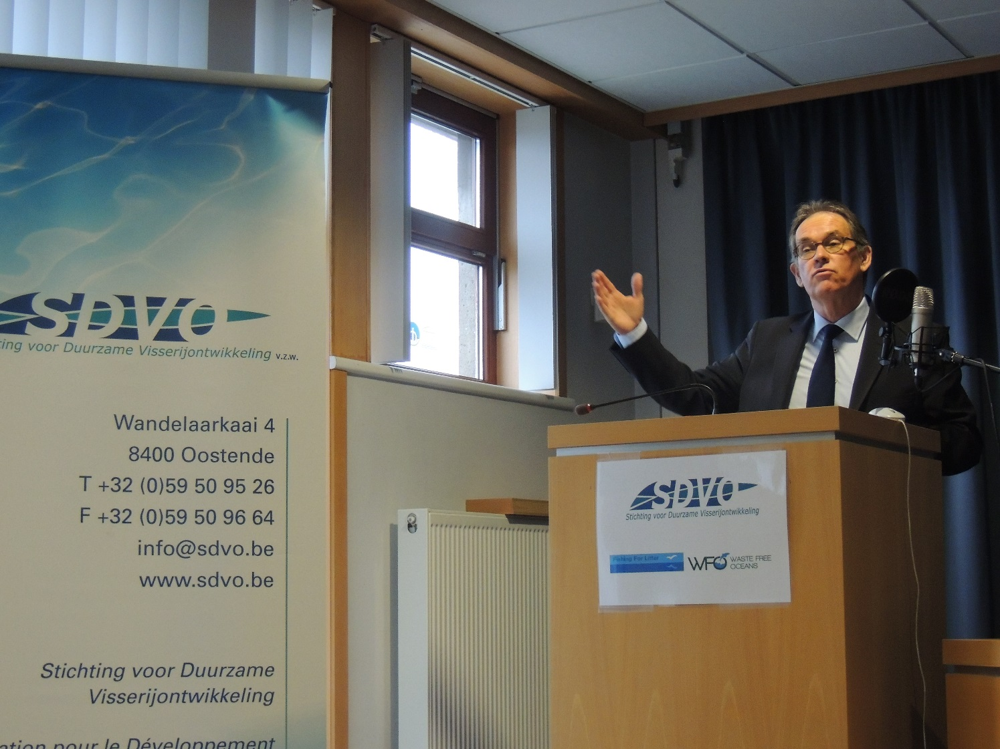 SDVO
voor Duurzame Visserijontwikkeling v.z.w.
Wandelaarkaai 4
8400 Oostende
T +32 (0)59 50 95 26
F +32 (0)59 50 96 64
info@sdvo.be
www.sdvo.be
Stichting voor Duurzame
Visserijontwikkeling
pour le Développement
SDVO
Stichting voor Duurzame Visserijontwikkeling
Fishing For Litter
WFO WASTE FREE
OCEANS